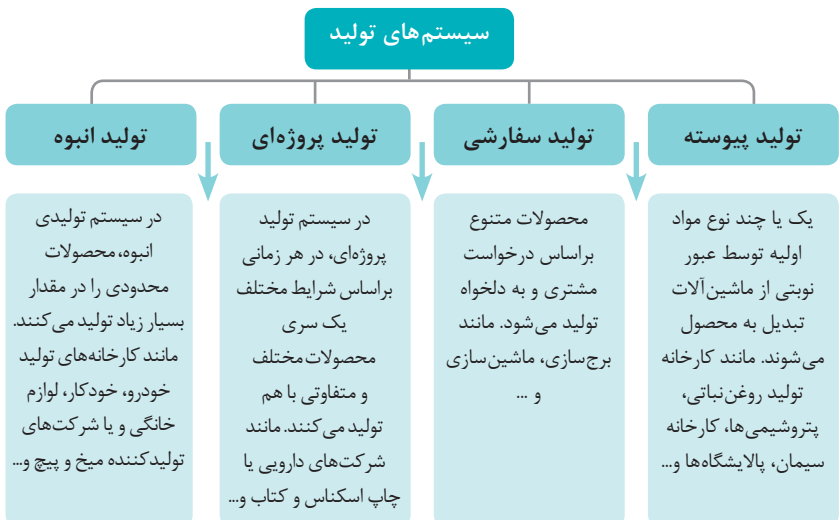 سیستم‌های تولید
تولید پیوسته
یک یا چند نوع مواد
اولیه توسط عبور
نوبتی از ماشین‌آلات
تبدیل به محصول
می‌شوند. مانند کارخانه
تولید روغن‌نباتی،
پتروشیمی‌ها، کارخانه
سیمان، پالایشگاه‌ها و...
تولید سفارشی
محصولات متنوع
براساس درخواست
مشتری و به دلخواه
تولید می‌شود. مانند
برج‌سازی، ماشین‌سازی
و ...
تولید پروژه‌ای
در سیستم تولید
پروژه‌ای، در هر زمانی
براساس شرایط مختلف
یک سری
محصولات مختلف
و متفاوتی با هم
تولید می‌کنند. مانند
شرکت‌های دارویی یا
چاپ اسکناس و کتاب و...
تولید انبوه
در سیستم تولیدی
انبوه، محصولات
محدودی را در مقدار
بسیار زیاد تولید می‌کنند.
مانند کارخانه‌های تولید
خودرو، خودکار، لوازم
خانگی و یا شرکت‌های
تولیدکننده میخ و پیچ و...